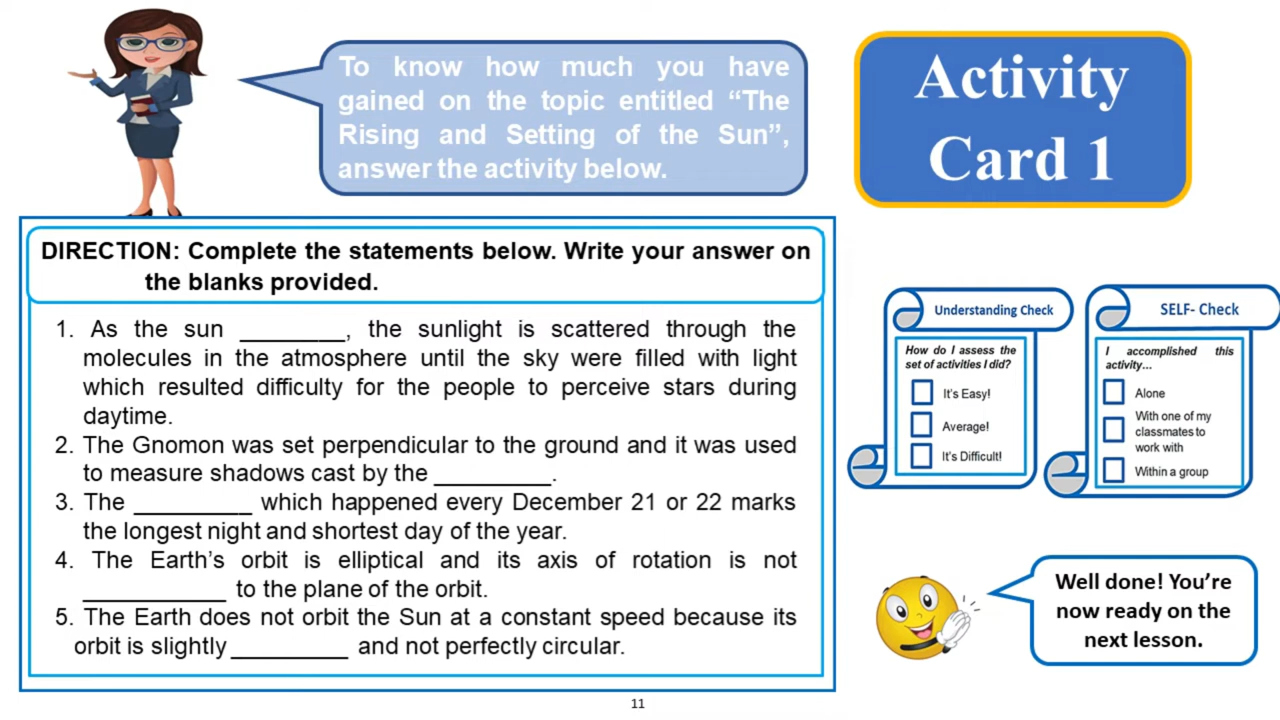 To know how much you have
gained on the topic entitled “The
Rising and Setting of the Sun”,
answer the activity below.
Activity
Card 1
DIRECTION: Complete the statements below. Write your answer on
the blanks provided.
1. As the sun ________, the sunlight is scattered through the
molecules in the atmosphere until the sky were filled with light
which resulted difficulty for the people to perceive stars during
daytime.
2. The Gnomon was set perpendicular to the ground and it was used
to measure shadows cast by the _________.
3. The _________ which happened every December 21 or 22 marks
the longest night and shortest day of the year.
4. The Earth’s orbit is elliptical and its axis of rotation is not
___________ to the plane of the orbit.
5. The Earth does not orbit the Sun at a constant speed because its
orbit is slightly _________ and not perfectly circular.
Understanding Check
How do I assess the
set of activities I did?
It’s Easy!
Average!
It’s Difficult!
SELF- Check
I accomplished this
activity...
Alone
With one of my
classmates to
work with
Within a group
Well done! You’re
now ready on the
next lesson.
11